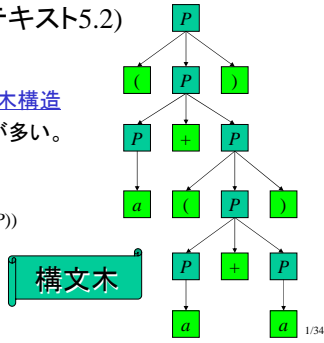 テキスト5.2)
P
( P )
木構造
が多い。
P + P
a ( P )
P))
構文木
P + P
a a
1/34